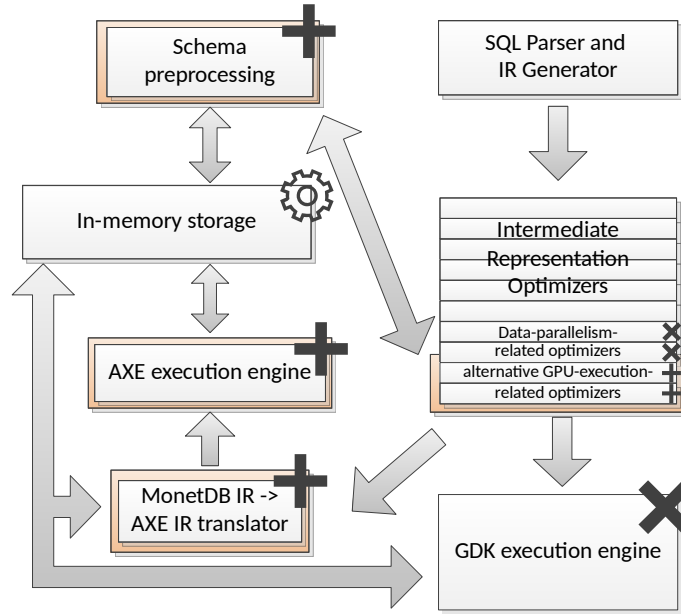 Schema
preprocessing
SQL Parser and
IR Generator
In-memory storage
Intermediate
Representation
Optimizers
Data-parallelism-
related optimizers
alternative GPU-execution-
related optimizers
AXE execution engine
MonetDB IR ->
AXE IR translator
GDK execution engine